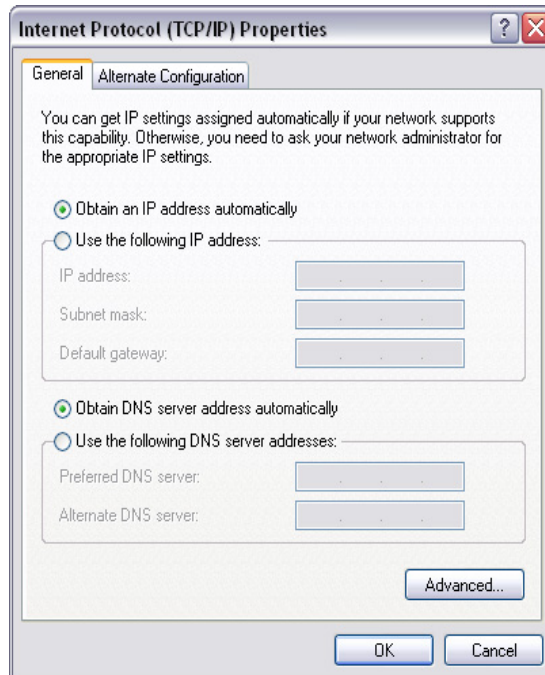 Internet Protocol (TCP/IP) Properties
?
General
Alternate Configuration
You can get IP settings assigned automatically if your network supports
this capability. Otherwise, you need to ask your network administrator for
the appropriate IP settings.
Obtain an IP address automatically
Use the following IP address:
IP address:
Subnet mask:
Default gateway:
Obtain DNS server address automatically
Use the following DNS server addresses:
Preferred DNS server:
Alternate DNS server:
Advanced...
OK
Cancel